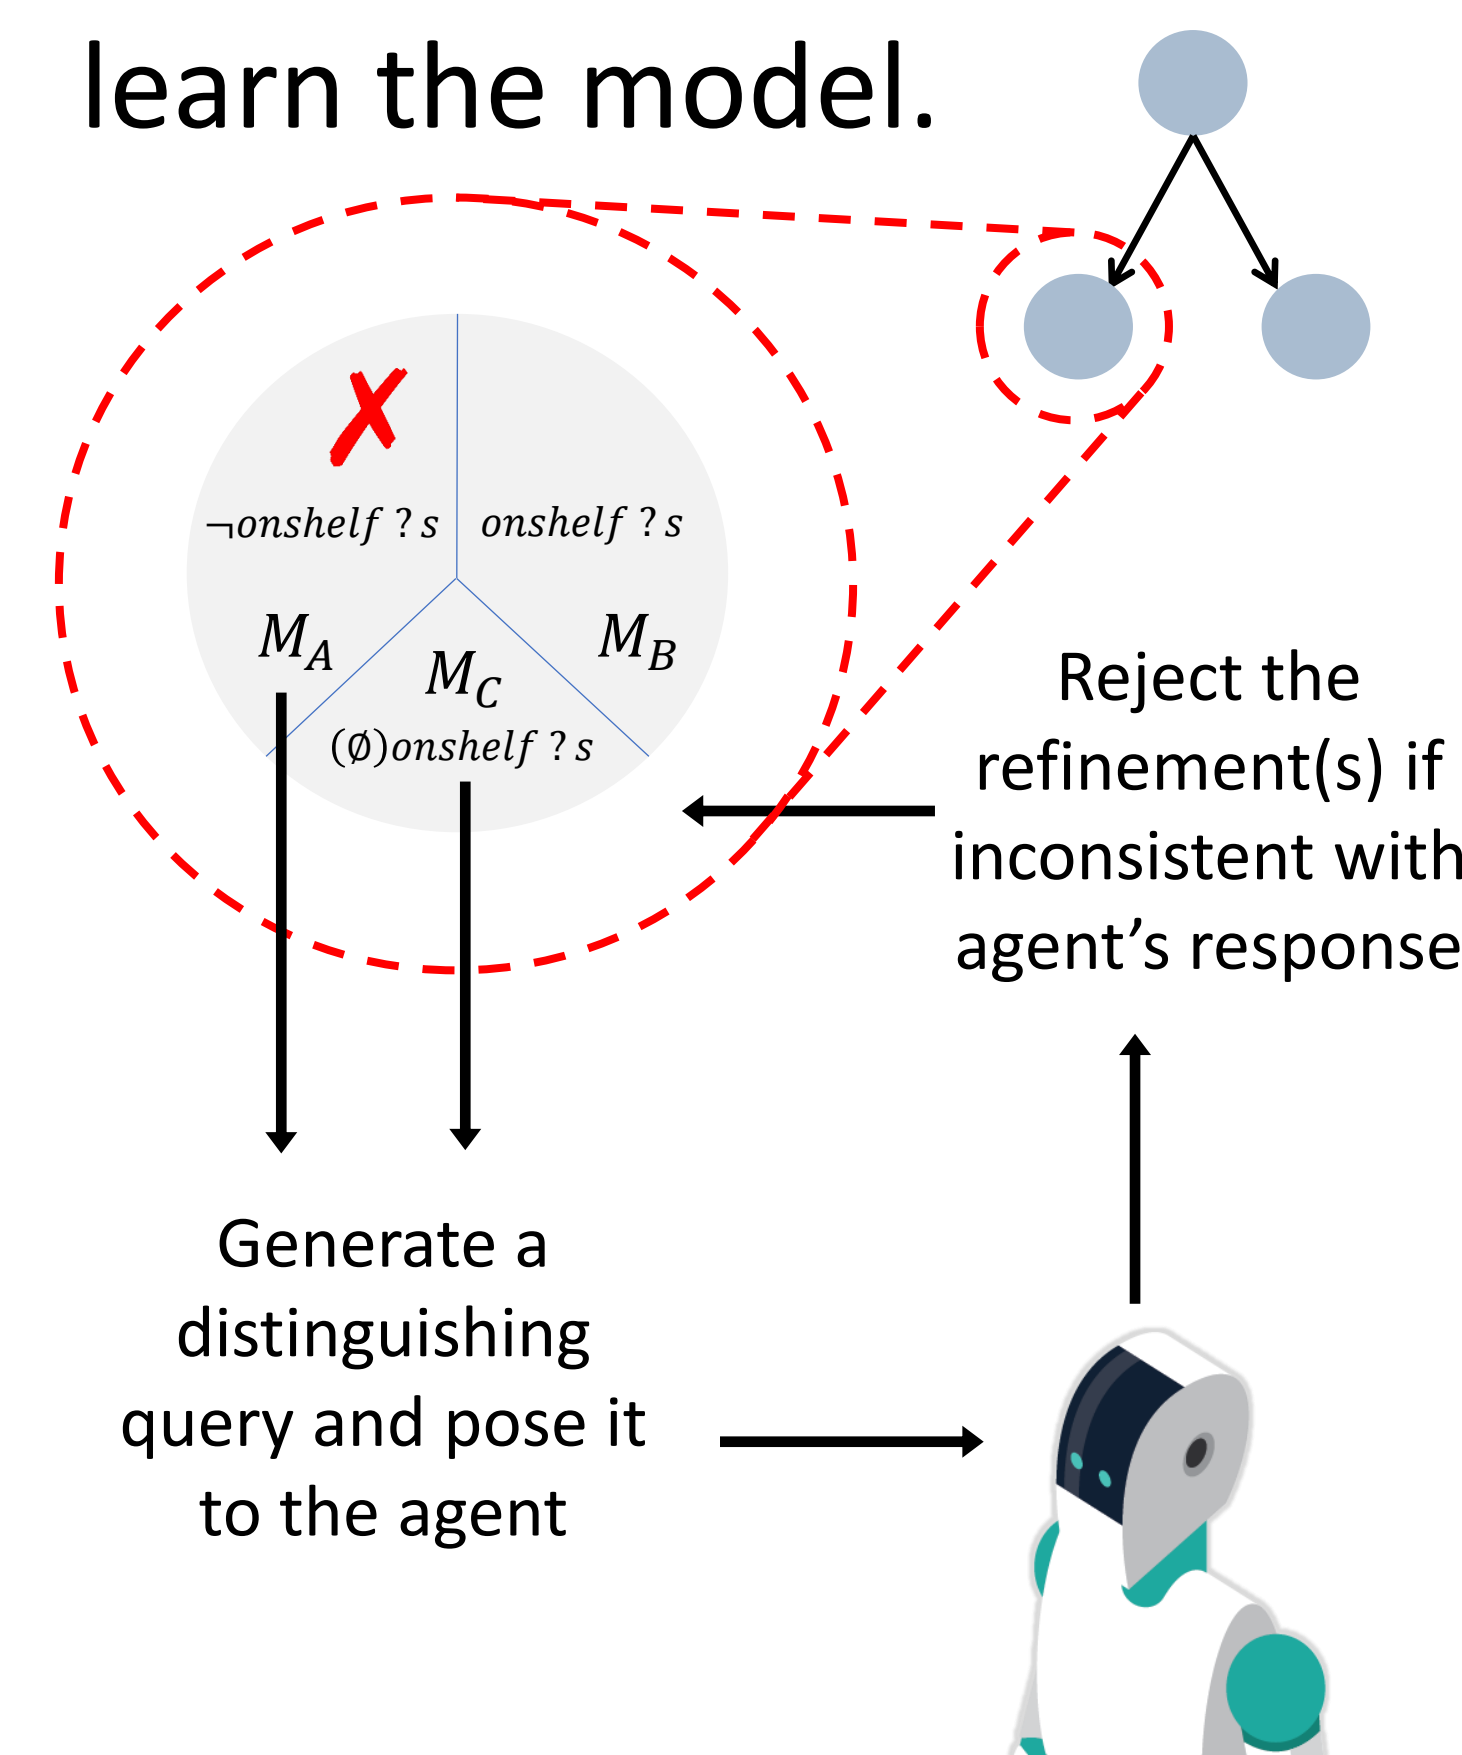 learn the model.
¬onshelf ?s
onshelf ?s
M_A
M_B
M_C
(∅)onshelf ?s
Reject the
refinement(s) if
inconsistent with
agent’s response
Generate a
distinguishing
query and pose it
to the agent